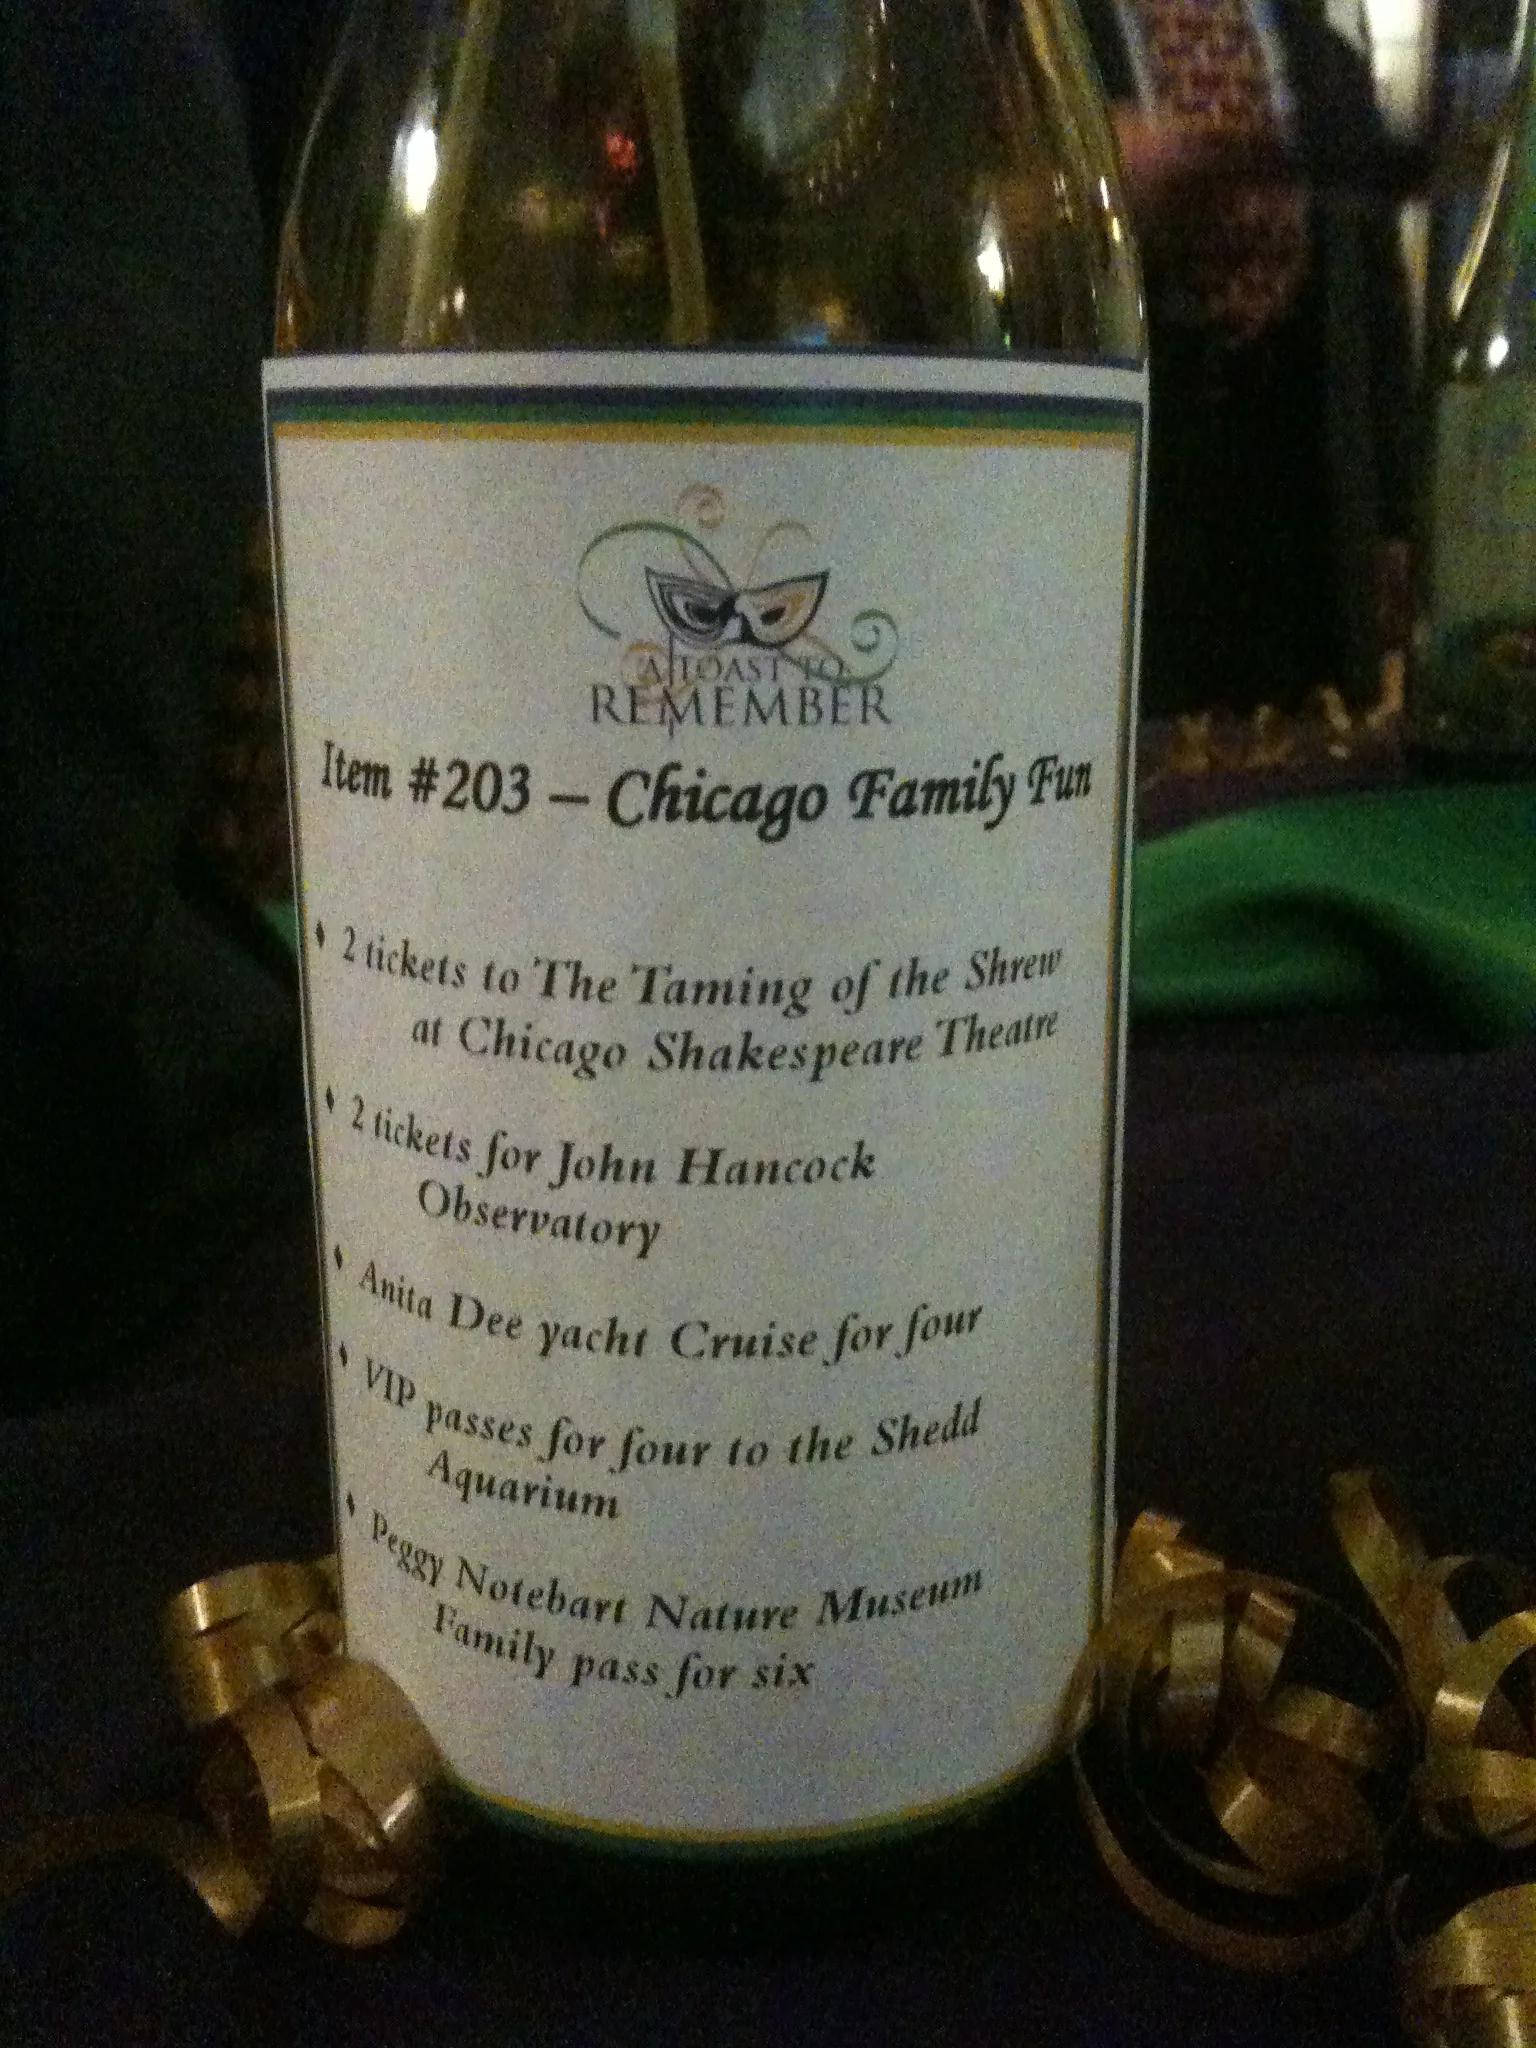 A TOAST TO
REMEMBER
Item #203 – Chicago Family Fun
♦ 2 tickets to The Taming of the Shrew
at Chicago Shakespeare Theatre
♦ 2 tickets for John Hancock
Observatory
♦ Anita Dee yacht Cruise for four
♦ VIP passes for four to the Shedd
Aquarium
♦ Peggy Notebart Nature Museum
Family pass for six